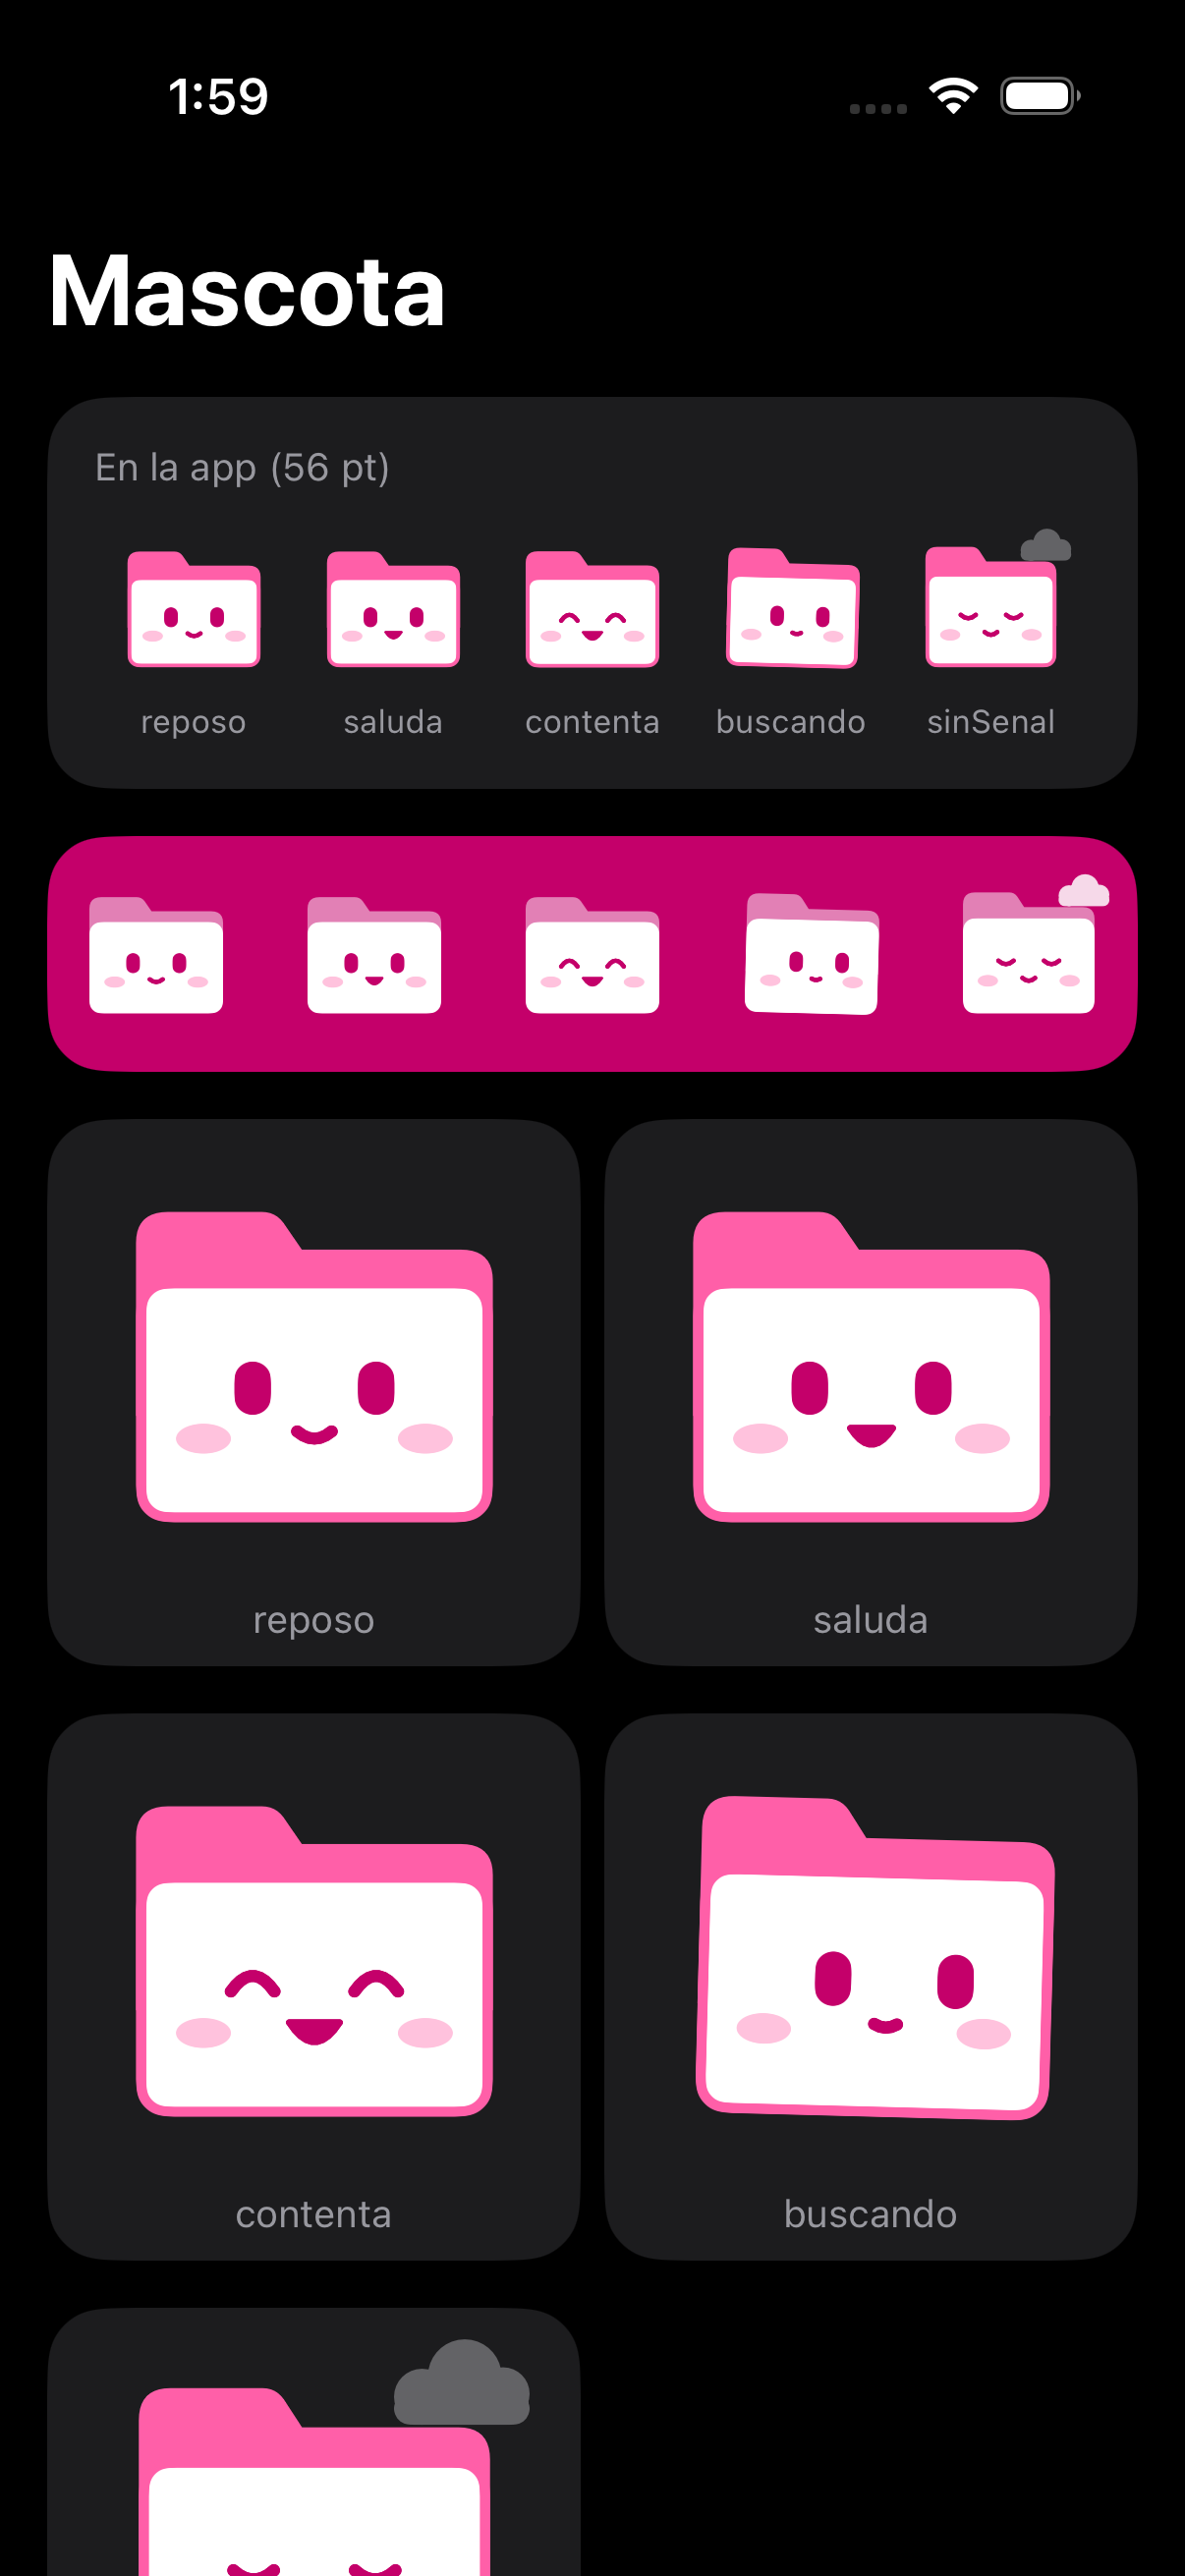 1:59
Mascota
En la app (56 pt)
reposo saluda contenta buscando sinSenal
reposo saluda
contenta buscando